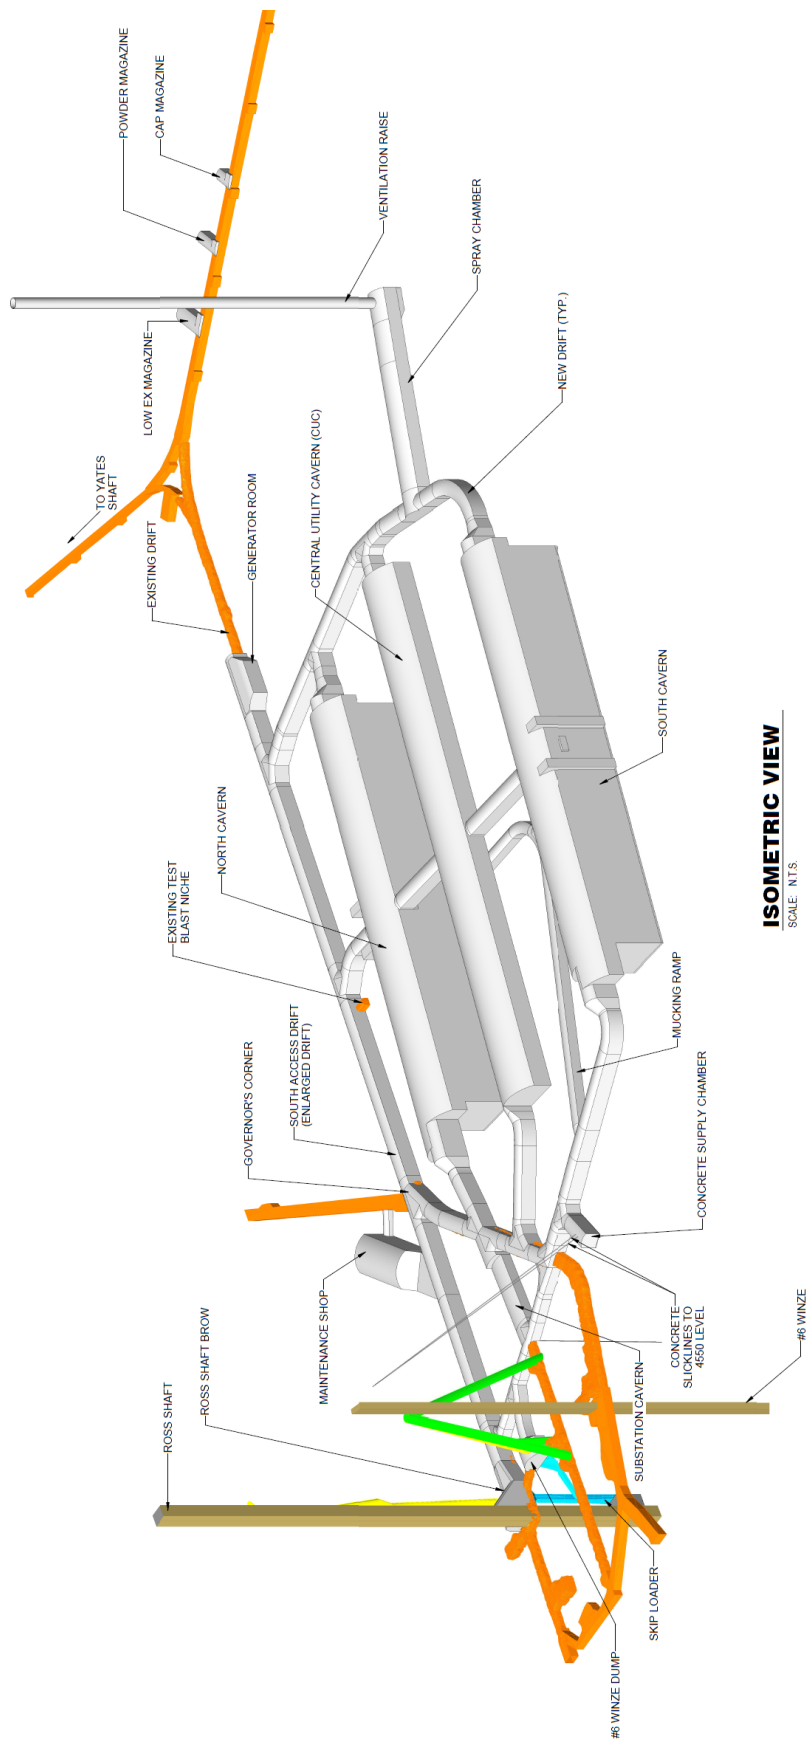 POWDER MAGAZINE
CAP MAGAZINE
VENTILATION RAISE
SPRAY CHAMBER
LOW EX MAGAZINE
NEW DRIFT (TYP.)
TO YATES
SHAFT
GENERATOR ROOM
CENTRAL UTILITY CAVERN (CUC)
EXISTING DRIFT
SOUTH CAVERN
NORTH CAVERN
EXISTING TEST
BLAST NICHE
ISOMETRIC VIEW
SCALE: N.T.S.
MUCKING RAMP
SOUTH ACCESS DRIFT
(ENLARGED DRIFT)
GOVERNOR'S CORNER
CONCRETE SUPPLY CHAMBER
MAINTENANCE SHOP
ROSS SHAFT BROW
ROSS SHAFT
CONCRETE
SLICKLINES TO
4550 LEVEL
#6 WINZE
SUBSTATION CAVERN
SKIP LOADER
#6 WINZE DUMP